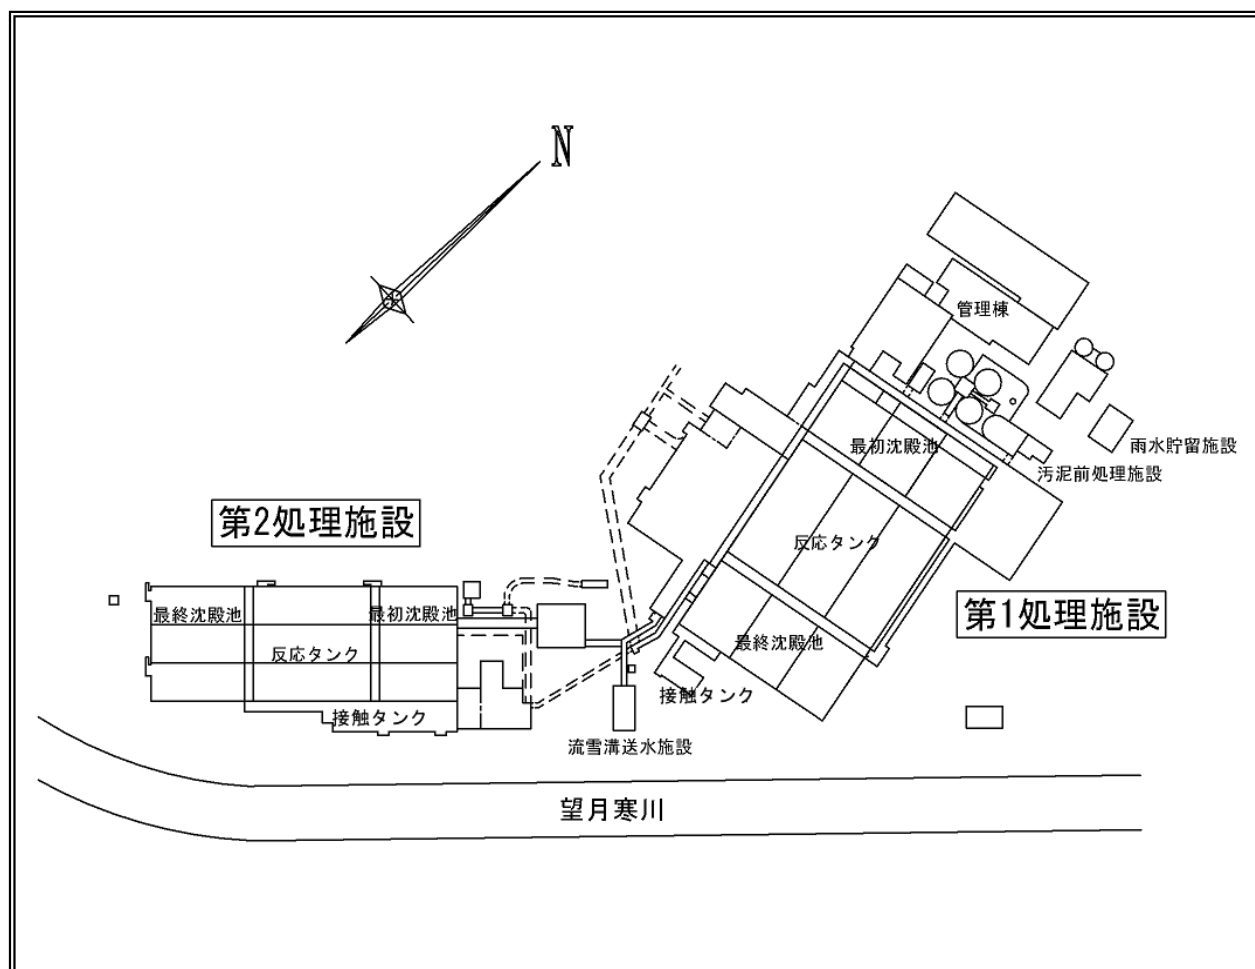 N
管理棟
最初沈殿池
雨水貯留施設
汚泥前処理施設
第2処理施設
反応タンク
第1処理施設
最終沈殿池
最初沈殿池
反応タンク
最終沈殿池
接触タンク
接触タンク
流雪溝送水施設
望月寒川